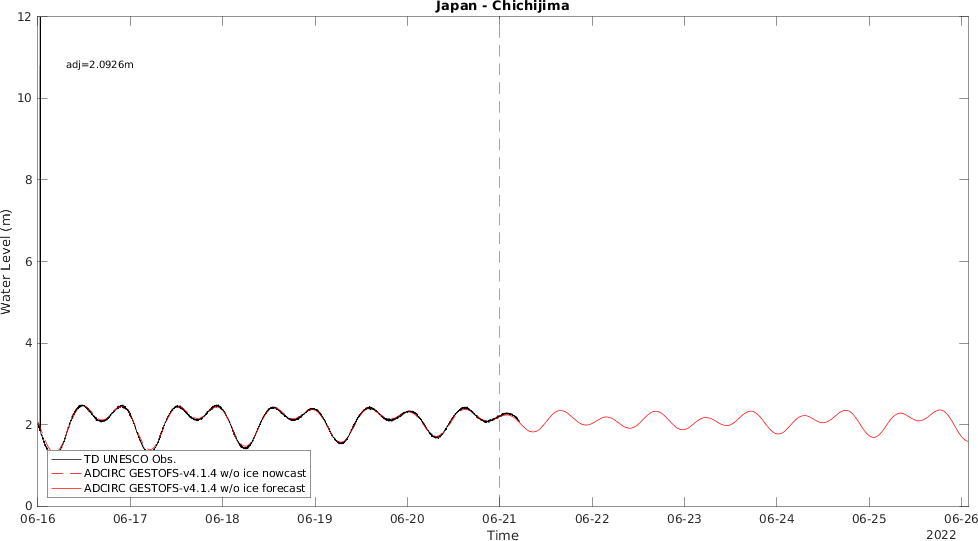 Japan - Chichijima
12
adj=2.0926m
10
8
6
4
2
0
Water Level (m)
TD UNESCO Obs.
ADCIRC GESTOFS-v4.1.4 w/o ice nowcast
ADCIRC GESTOFS-v4.1.4 w/o ice forecast
06-16 06-17 06-18 06-19 06-20 06-21 06-22 06-23 06-24 06-25 06-26
Time
2022